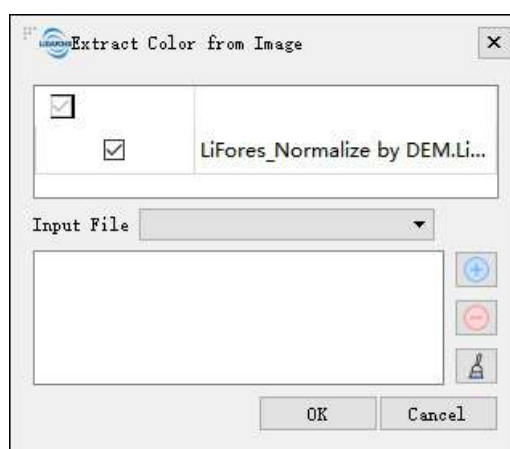 Extract Color from Image
LiFores_Normalize by DEM.Li...
Input File
OK
Cancel